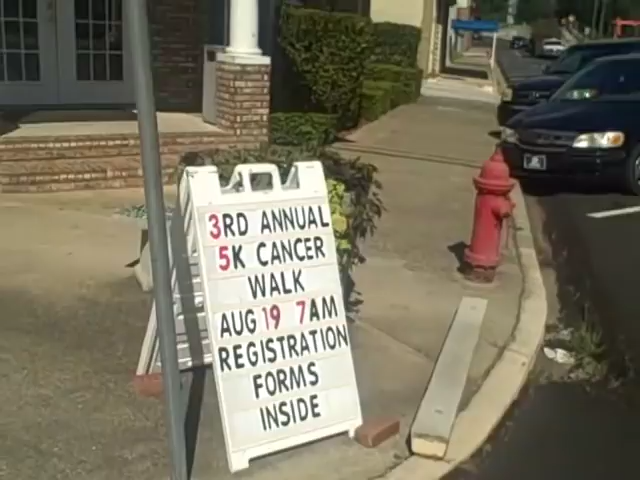 3RD ANNUAL
5K CANCER
WALK
AUG 19 7AM
REGISTRATION
FORMS
INSIDE